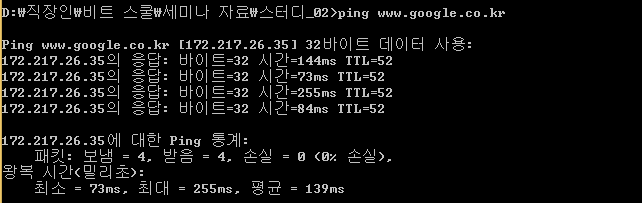 D:\직장인\비트 스쿨\세미나 자료\스터디_02>ping www.google.co.kr
Ping www.google.co.kr [172.217.26.35] 32바이트 데이터 사용:
172.217.26.35의 응답: 바이트=32 시간=144ms TTL=52
172.217.26.35의 응답: 바이트=32 시간=73ms TTL=52
172.217.26.35의 응답: 바이트=32 시간=255ms TTL=52
172.217.26.35의 응답: 바이트=32 시간=84ms TTL=52
172.217.26.35에 대한 Ping 통계:
패킷: 보냄 = 4, 받음 = 4, 손실 = 0 (0% 손실),
왕복 시간(밀리초):
최소 = 73ms, 최대 = 255ms, 평균 = 139ms